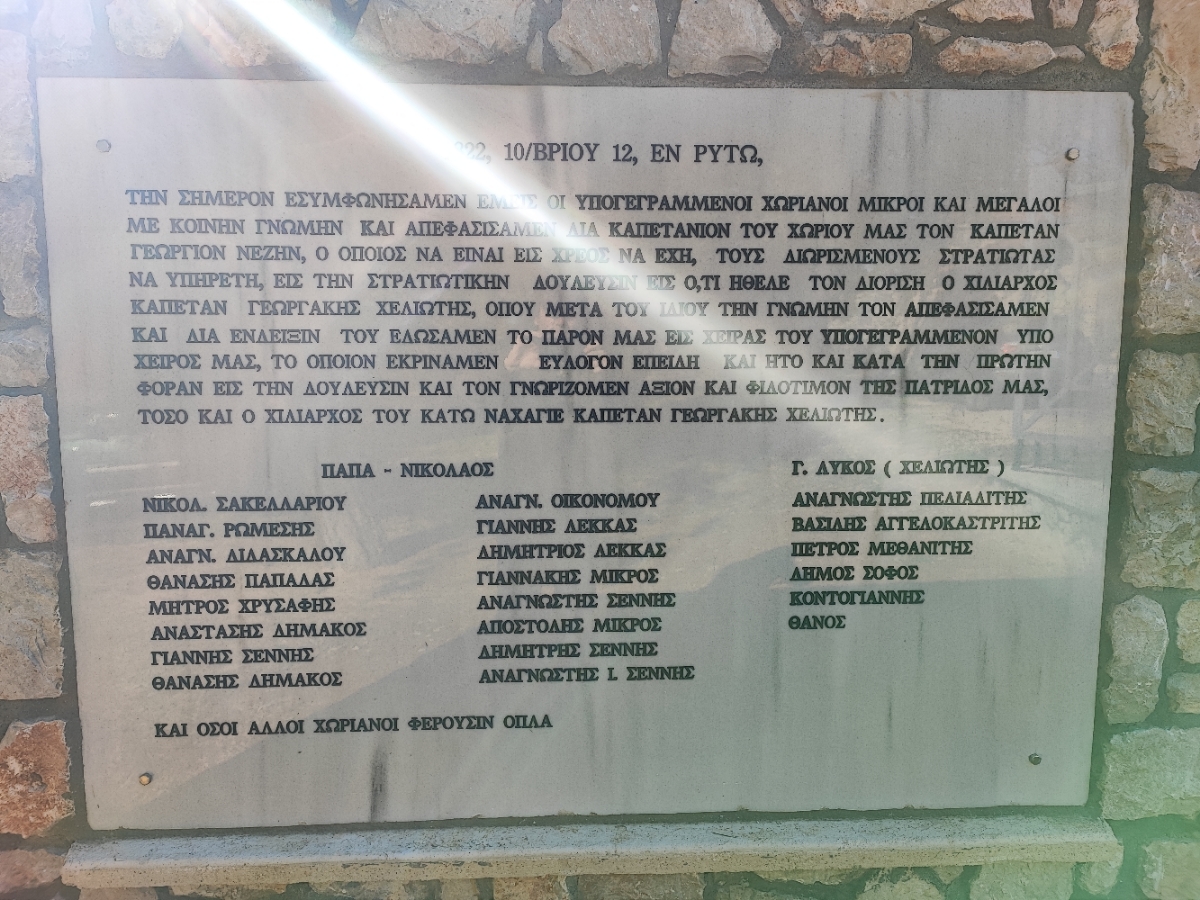 822, 10/ΒΡΙΟΥ 12, ΕΝ ΡΥΤΩ,
ΤΗΝ ΣΗΜΕΡΟΝ ΕΣΥΜΦΩΝΗΣΑΜΕΝ ΕΜΕΙΣ ΟΙ ΥΠΟΓΕΓΡΑΜΜΕΝΟΙ ΧΩΡΙΑΝΟΙ ΜΙΚΡΟΙ ΚΑΙ ΜΕΓΑΛΟΙ
ΜΕ ΚΟΙΝΗΝ ΓΝΩΜΗΝ ΚΑΙ ΑΠΕΦΑΣΙΣΑΜΕΝ ΔΙΑ ΚΑΠΕΤΑΝΙΟΝ ΤΟΥ ΧΩΡΙΟΥ ΜΑΣ ΤΟΝ ΚΑΠΕΤΑΝ
ΓΕΩΡΓΙΟΝ ΝΕΖΗΝ, Ο ΟΠΟΙΟΣ ΝΑ ΕΙΝΑΙ ΕΙΣ ΧΡΕΟΣ ΝΑ ΕΧΗ, ΤΟΥΣ ΔΙΩΡΙΣΜΕΝΟΥΣ ΣΤΡΑΤΙΩΤΑΣ
ΝΑ ΥΠΗΡΕΤΗ, ΕΙΣ ΤΗΝ ΣΤΡΑΤΙΩΤΙΚΗΝ ΔΟΥΛΕΥΣΙΝ ΕΙΣ Ο,ΤΙ ΗΘΕΛΕ ΤΟΝ ΔΙΟΡΙΣΗ Ο ΧΙΛΙΑΡΧΟΣ
ΚΑΠΕΤΑΝ ΓΕΩΡΓΑΚΗΣ ΧΕΛΙΩΤΗΣ, ΟΠΟΥ ΜΕΤΑ ΤΟΥ ΙΔΙΟΥ ΤΗΝ ΓΝΩΜΗΝ ΤΟΝ ΑΠΕΦΑΣΙΣΑΜΕΝ
ΚΑΙ ΔΙΑ ΕΝΔΕΙΞΙΝ ΤΟΥ ΕΔΩΣΑΜΕΝ ΤΟ ΠΑΡΟΝ ΜΑΣ ΕΙΣ ΧΕΙΡΑΣ ΤΟΥ ΥΠΟΓΕΓΡΑΜΜΕΝΟΝ ΥΠΟ
ΧΕΙΡΟΣ ΜΑΣ, ΤΟ ΟΠΟΙΟΝ ΕΚΡΙΝΑΜΕΝ ΕΥΛΟΓΟΝ ΕΠΕΙΔΗ ΚΑΙ ΗΤΟ ΚΑΙ ΚΑΤΑ ΤΗΝ ΠΡΩΤΗΝ
ΦΟΡΑΝ ΕΙΣ ΤΗΝ ΔΟΥΛΕΥΣΙΝ ΚΑΙ ΤΟΝ ΓΝΩΡΙΖΟΜΕΝ ΑΞΙΟΝ ΚΑΙ ΦΙΛΟΤΙΜΟΝ ΤΗΣ ΠΑΤΡΙΔΟΣ ΜΑΣ,
ΤΟΣΟ ΚΑΙ Ο ΧΙΛΙΑΡΧΟΣ ΤΟΥ ΚΑΤΩ ΝΑΧΑΓΙΕ ΚΑΠΕΤΑΝ ΓΕΩΡΓΑΚΗΣ ΧΕΛΙΩΤΗΣ.
ΠΑΠΑ - ΝΙΚΟΛΑΟΣ
ΝΙΚΟΛ. ΣΑΚΕΛΛΑΡΙΟΥ
ΠΑΝΑΓ. ΡΩΜΕΣΗΣ
ΑΝΑΓΝ. ΔΙΔΑΣΚΑΛΟΥ
ΘΑΝΑΣΗΣ ΠΑΠΑΔΑΣ
ΜΗΤΡΟΣ ΧΡΥΣΑΦΗΣ
ΑΝΑΣΤΑΣΗΣ ΔΗΜΑΚΟΣ
ΓΙΑΝΝΗΣ ΣΕΝΝΗΣ
ΘΑΝΑΣΗΣ ΔΗΜΑΚΟΣ
ΑΝΑΓΝ. ΟΙΚΟΝΟΜΟΥ
ΓΙΑΝΝΗΣ ΛΕΚΚΑΣ
ΔΗΜΗΤΡΙΟΣ ΛΕΚΚΑΣ
ΓΙΑΝΝΑΚΗΣ ΜΙΚΡΟΣ
ΑΝΑΓΝΩΣΤΗΣ ΣΕΝΝΗΣ
ΑΠΟΣΤΟΛΗΣ ΜΙΚΡΟΣ
ΔΗΜΗΤΡΗΣ ΣΕΝΝΗΣ
ΑΝΑΓΝΩΣΤΗΣ Ι. ΣΕΝΝΗΣ
Γ. ΛΥΚΟΣ ( ΧΕΛΙΩΤΗΣ )
ΑΝΑΓΝΩΣΤΗΣ ΠΕΔΙΑΔΙΤΗΣ
ΒΑΣΙΛΗΣ ΑΓΓΕΛΟΚΑΣΤΡΙΤΗΣ
ΠΕΤΡΟΣ ΜΕΘΑΝΙΤΗΣ
ΔΗΜΟΣ ΣΟΦΟΣ
ΚΟΝΤΟΓΙΑΝΝΗΣ
ΘΑΝΟΣ
ΚΑΙ ΟΣΟΙ ΑΛΛΟΙ ΧΩΡΙΑΝΟΙ ΦΕΡΟΥΣΙΝ ΟΠΛΑ